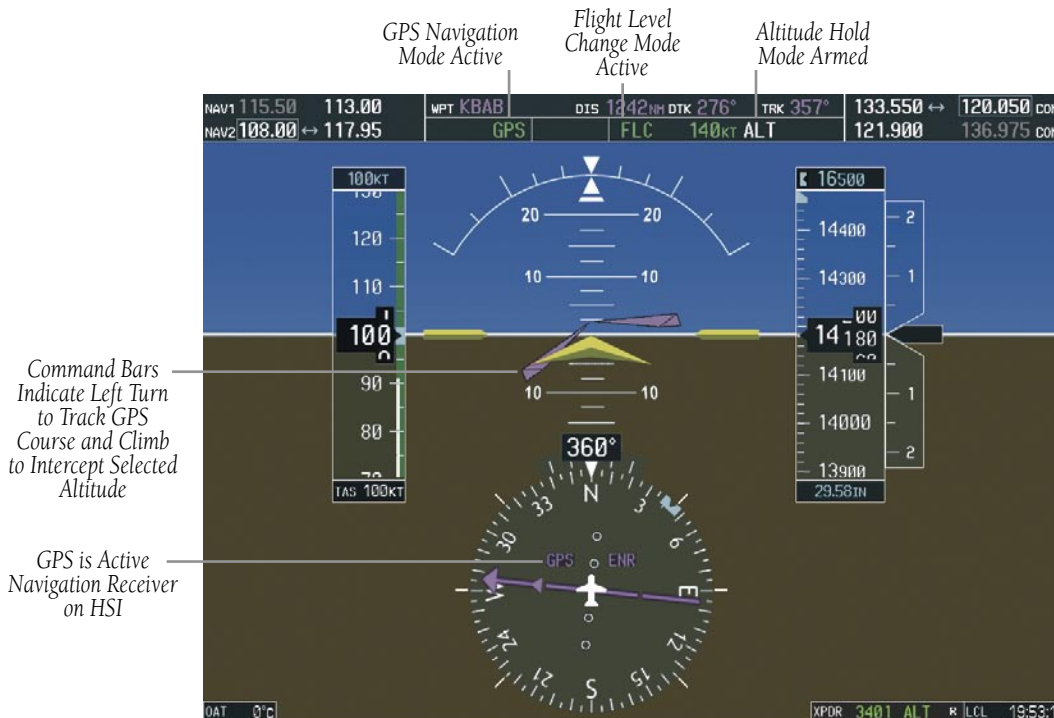 GPS Navigation
Mode Active
Flight Level
Change Mode
Active
Altitude Hold
Mode Armed
NAV1 115.50 113.00
NAV2 108.00 ↔ 117.95
WPT KBAB DIS 1242NM DTK 276° TRK 357°
GPS FLC 140KT ALT
133.550 ↔ 120.050 COM
121.900 136.975 COM
100KT
130
120
110
100
90
80
70
TAS 100KT
20 20
10 10
10 10
16500
14400
14300
14180
14100
14000
13900
29.58IN
2
1
1
2
Command Bars
Indicate Left Turn
to Track GPS
Course and Climb
to Intercept Selected
Altitude
360°
N
3
6
E
12
15
S
21
24
W
30
33
GPS ENR
GPS is Active
Navigation Receiver
on HSI
OAT 0°C
XPDR 3401 ALT R LCL 19:53:1